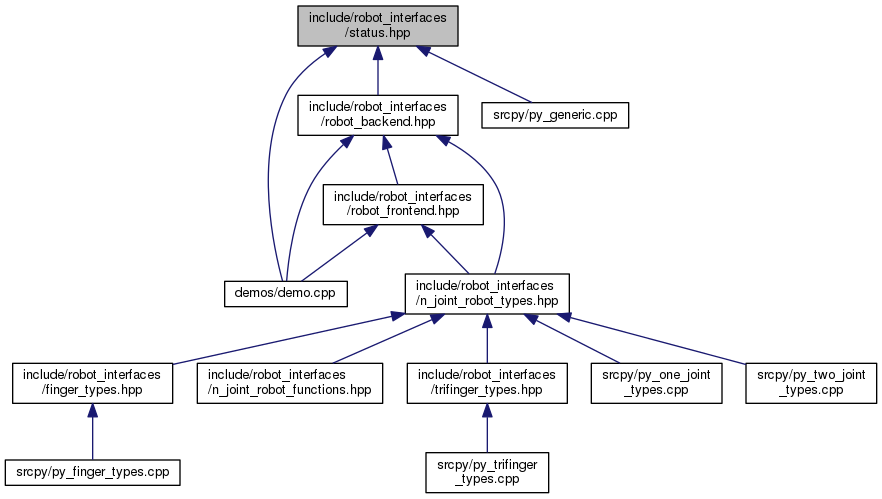 include/robot_interfaces
/status.hpp
include/robot_interfaces
/robot_backend.hpp
srcpy/py_generic.cpp
include/robot_interfaces
/robot_frontend.hpp
demos/demo.cpp
include/robot_interfaces
/n_joint_robot_types.hpp
include/robot_interfaces
/finger_types.hpp
include/robot_interfaces
/n_joint_robot_functions.hpp
include/robot_interfaces
/trifinger_types.hpp
srcpy/py_one_joint
_types.cpp
srcpy/py_two_joint
_types.cpp
srcpy/py_finger_types.cpp
srcpy/py_trifinger
_types.cpp